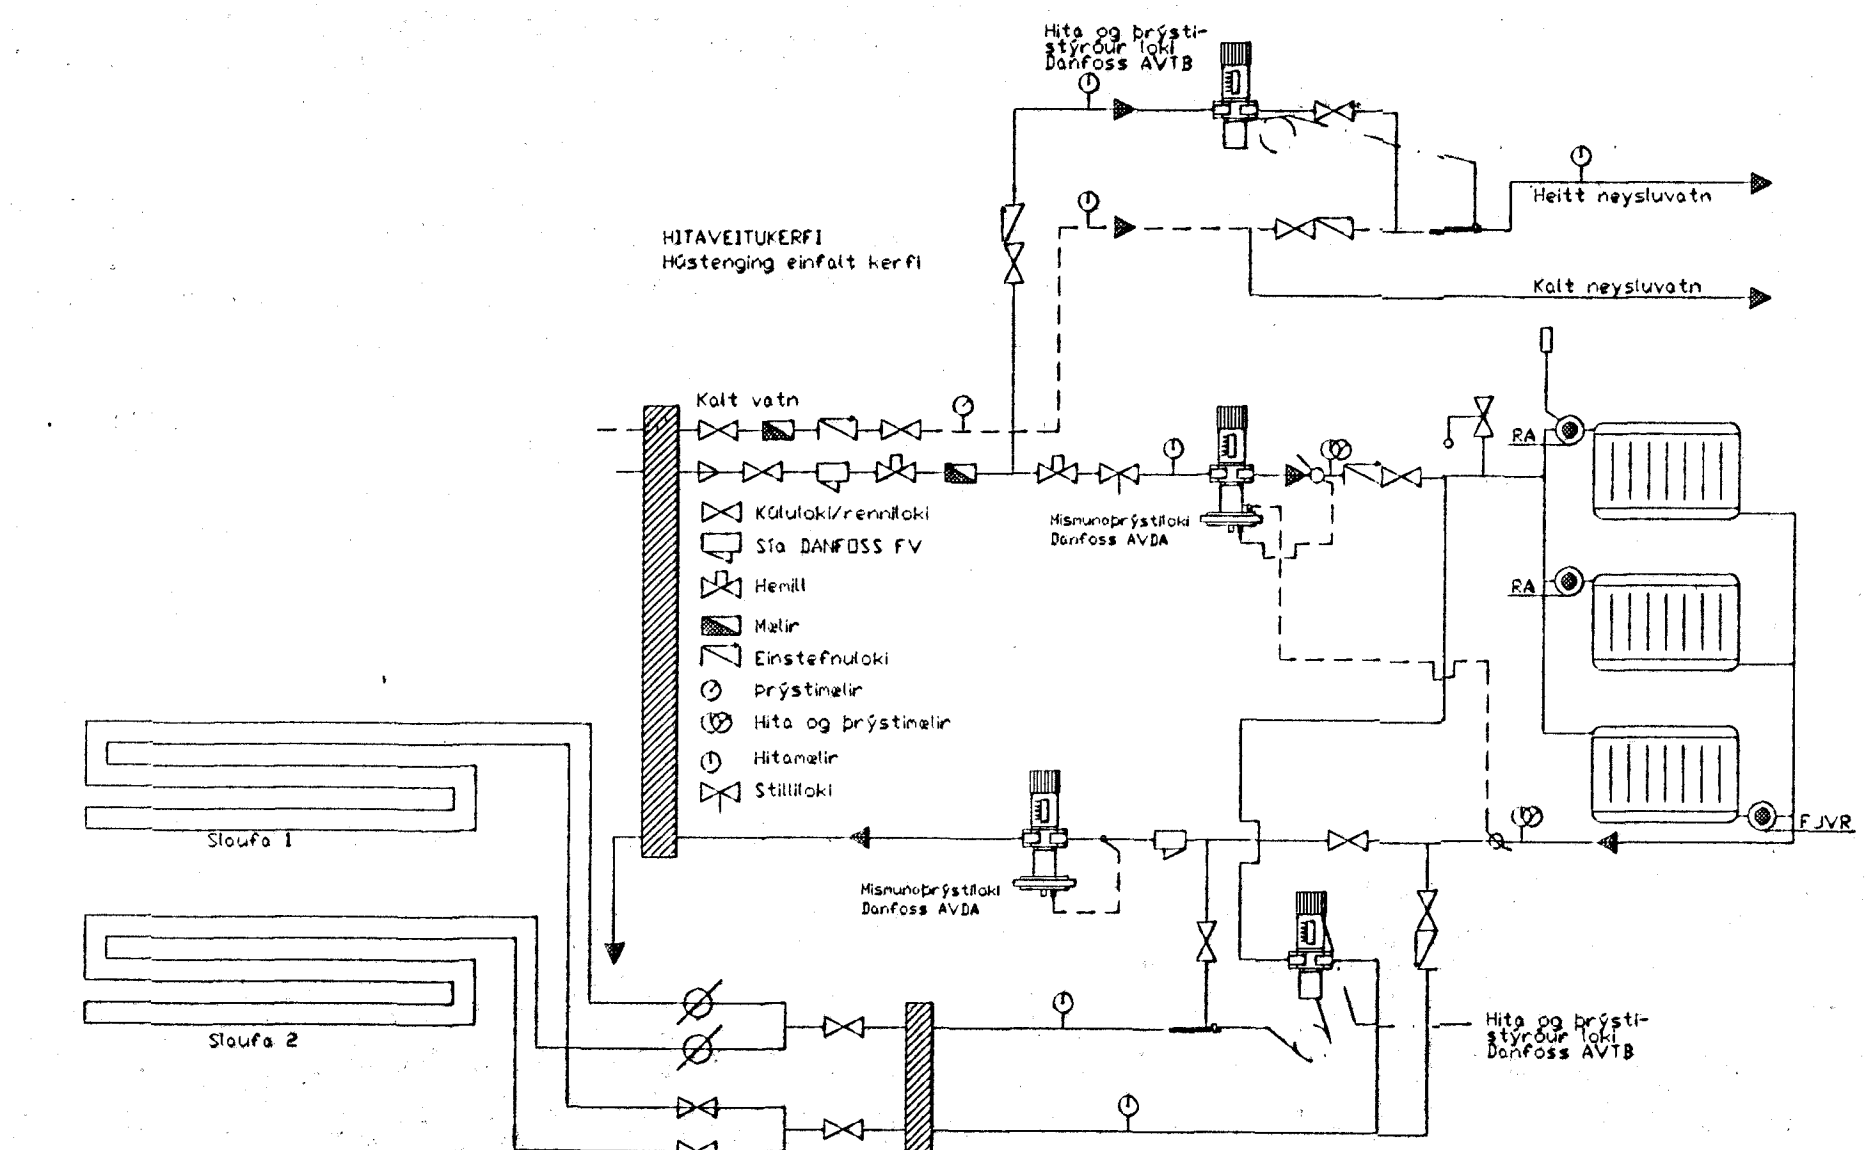 Hita og þrýsti-
stýrður loki
Danfoss AVTB
Heitt neysluvatn
HITAVEITUKERFI
Hústenging einfalt kerfi
Kalt neysluvatn
Kalt vatn
RA
Mismunaþrýstiloki
Danfoss AVDA
Kúluloki/renniloki
Sía DANFOSS FV
Hemill
RA
Mælir
Einstefnuloki
Þrýstimælir
Hita og þrýstimælir
Hitamælir
Stilliloki
FJVR
Slaufa 1
Mismunaþrýstiloki
Danfoss AVDA
Hita og þrýsti-
stýrður loki
Danfoss AVTB
Slaufa 2